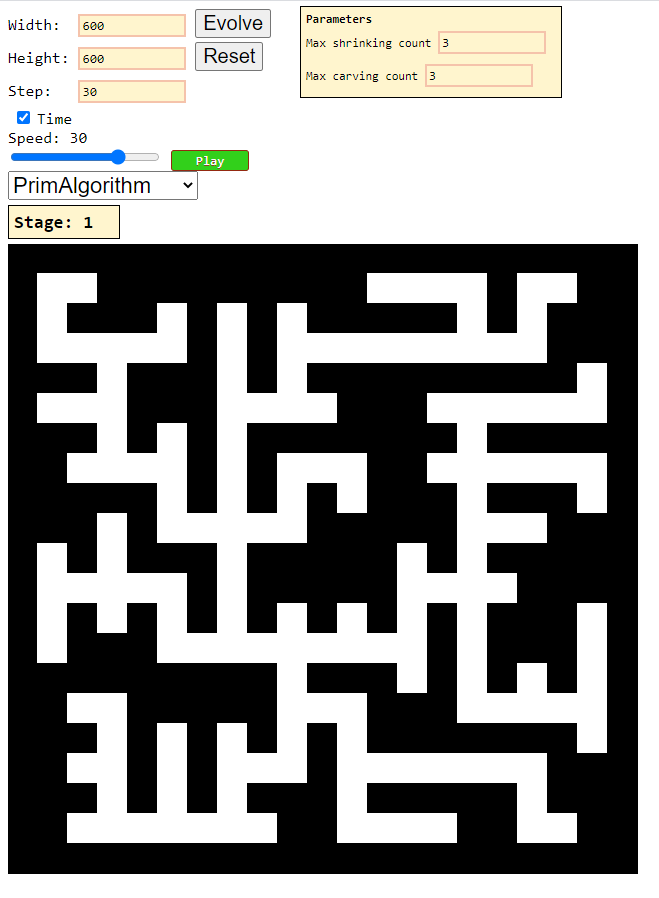 Width: 600 Evolve
Height: 600 Reset
Step: 30
Time
Speed: 30
Play
PrimAlgorithm
Stage: 1
Parameters
Max shrinking count 3
Max carving count 3